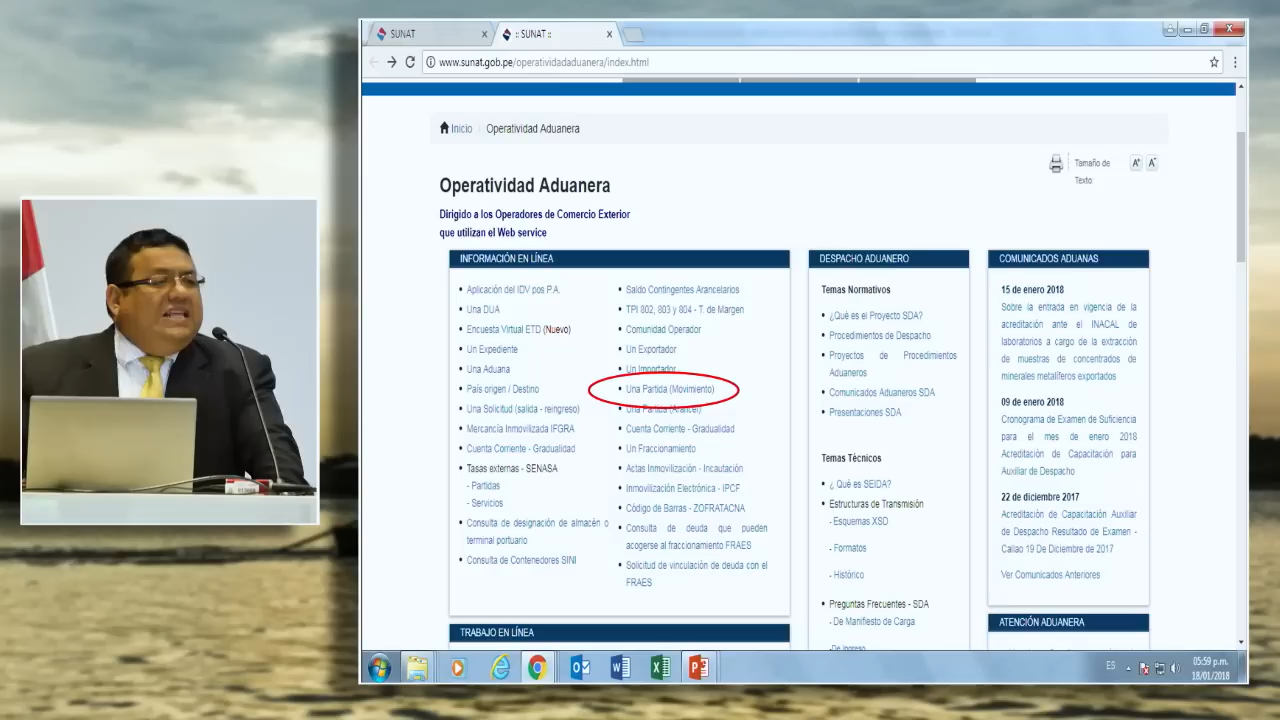 SUNAT
:: SUNAT ::
www.sunat.gob.pe/operatividadaduanera/index.html
Inicio
Operatividad Aduanera
Tamaño de
Texto:
A+
A-
Operatividad Aduanera
Dirigido a los Operadores de Comercio Exterior
que utilizan el Web service
INFORMACIÓN EN LÍNEA
• Aplicación del IDV pos P.A.
• Una DUA
• Encuesta Virtual ETD (Nuevo)
• Un Expediente
• Una Aduana
• País origen / Destino
• Una Solicitud (salida - reingreso)
• Mercancía Inmovilizada IFGRA
• Cuenta Corriente - Gradualidad
• Tasas externas - SENASA
- Partidas
- Servicios
• Consulta de designación de almacén o
terminal portuario
• Consulta de Contenedores SINI
• Saldo Contingentes Arancelarios
• TPI 802, 803 y 804 - T. de Margen
• Comunidad Operador
• Un Exportador
• Un Importador
• Una Partida (Movimiento)
• Una Partida (Arancel)
• Cuenta Corriente - Gradualidad
• Un Fraccionamiento
• Actas Inmovilización - Incautación
• Inmovilización Electrónica - IPCF
• Código de Barras - ZOFRATACNA
• Consulta de deuda que pueden
acogerse al fraccionamiento FRAES
• Solicitud de vinculación de deuda con el
FRAES
TRABAJO EN LÍNEA
DESPACHO ADUANERO
Temas Normativos
• ¿Qué es el Proyecto SDA?
• Procedimientos de Despacho
• Proyectos de Procedimientos
Aduaneros
• Comunicados Aduaneros SDA
• Presentaciones SDA
Temas Técnicos
• ¿ Qué es SEIDA?
• Estructuras de Transmisión
- Esquemas XSD
- Formatos
- Histórico
• Preguntas Frecuentes - SDA
- De Manifiesto de Carga
-De Ingreso
COMUNICADOS ADUANAS
15 de enero 2018
Sobre la entrada en vigencia de la
acreditación ante el INACAL de
laboratorios a cargo de la extracción
de muestras de concentrados de
minerales metalíferos exportados
09 de enero 2018
Cronograma de Examen de Suficiencia
para el mes de enero 2018
Acreditación de Capacitación para
Auxiliar de Despacho
22 de diciembre 2017
Acreditación de Capacitación Auxiliar
de Despacho Resultado de Examen -
Callao 19 De Diciembre de 2017
Ver Comunicados Anteriores
ATENCIÓN ADUANERA
ES
05:59 p.m.
18/01/2018